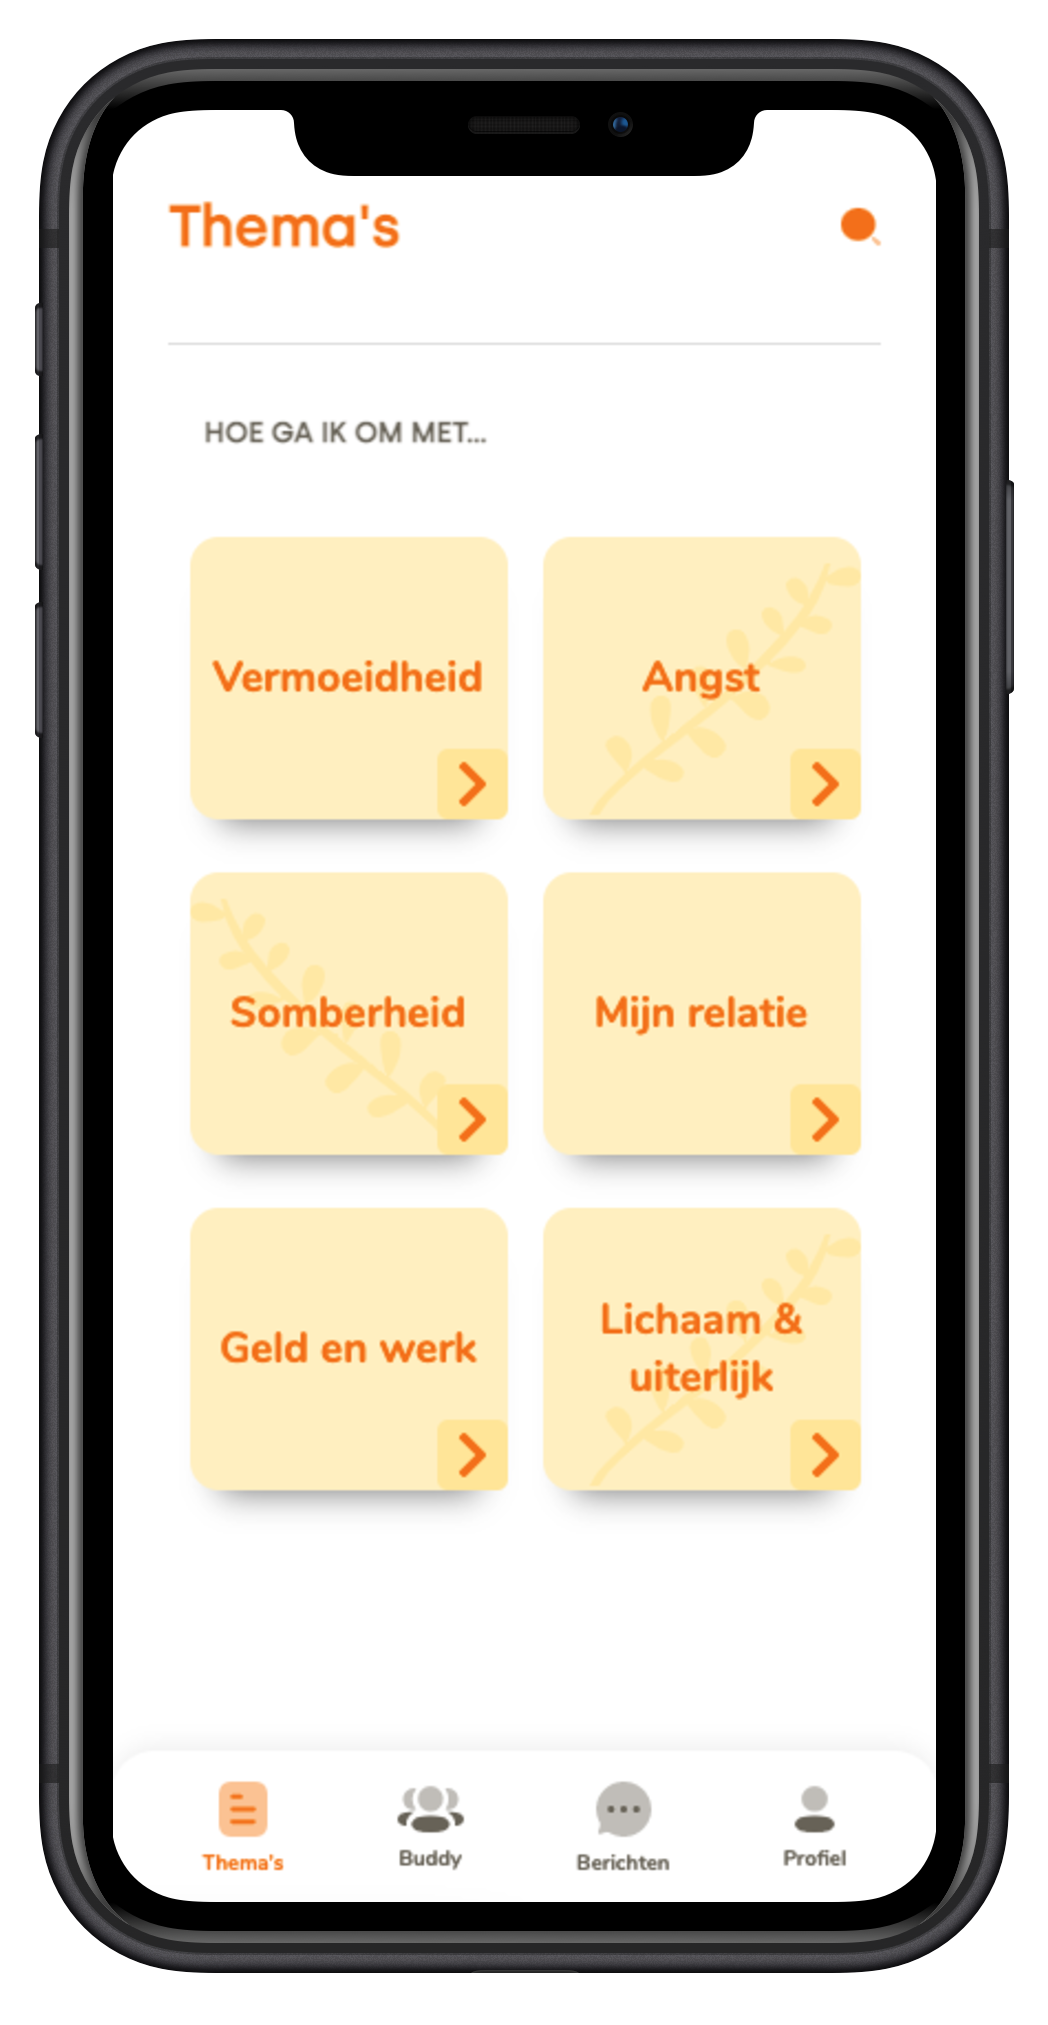 Thema's
HOE GA IK OM MET...
Vermoeidheid
Angst
Somberheid
Mijn relatie
Geld en werk
Lichaam &
uiterlijk
Thema's
Buddy
Berichten
Profiel